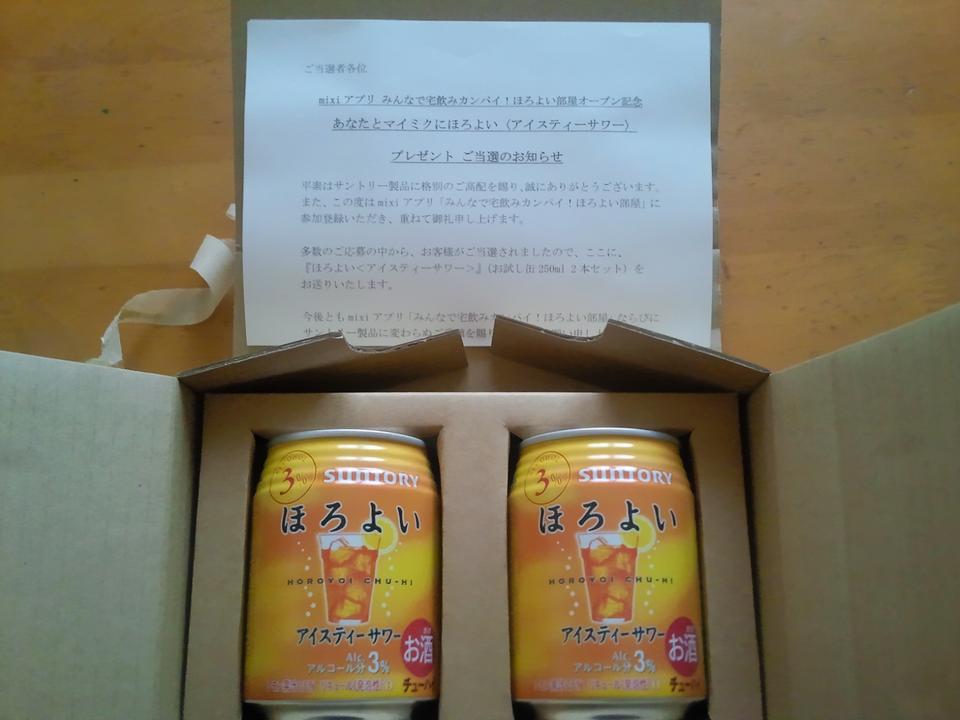 ご当選者各位
mixiアプリ みんなで宅飲みカンパイ！ほろよい部屋オープン記念
あなたとマイミクにほろよい〈アイスティーサワー〉
プレゼント ご当選のお知らせ
平素はサントリー製品に格別のご高配を賜り、誠にありがとうございます。
また、この度はmixiアプリ「みんなで宅飲みカンパイ！ほろよい部屋」に
参加登録いただき、重ねて御礼申し上げます。
多数のご応募の中から、お客様がご当選されましたので、ここに、
『ほろよい＜アイスティーサワー＞』（お試し缶250ml 2本セット）を
お送りいたします。
今後ともmixiアプリ「みんなで宅飲みカンパイ！ほろよい部屋」ならびに
サントリー製品に変わらぬご
3%
SUNTORY
ほろよい
HOROYOI CHU-HI
アイスティーサワー
お酒
Alc.
アルコール分3%
3%
SUNTORY
ほろよい
HOROYOI CHU-HI
アイスティーサワー
お酒
Alc.
アルコール分3%